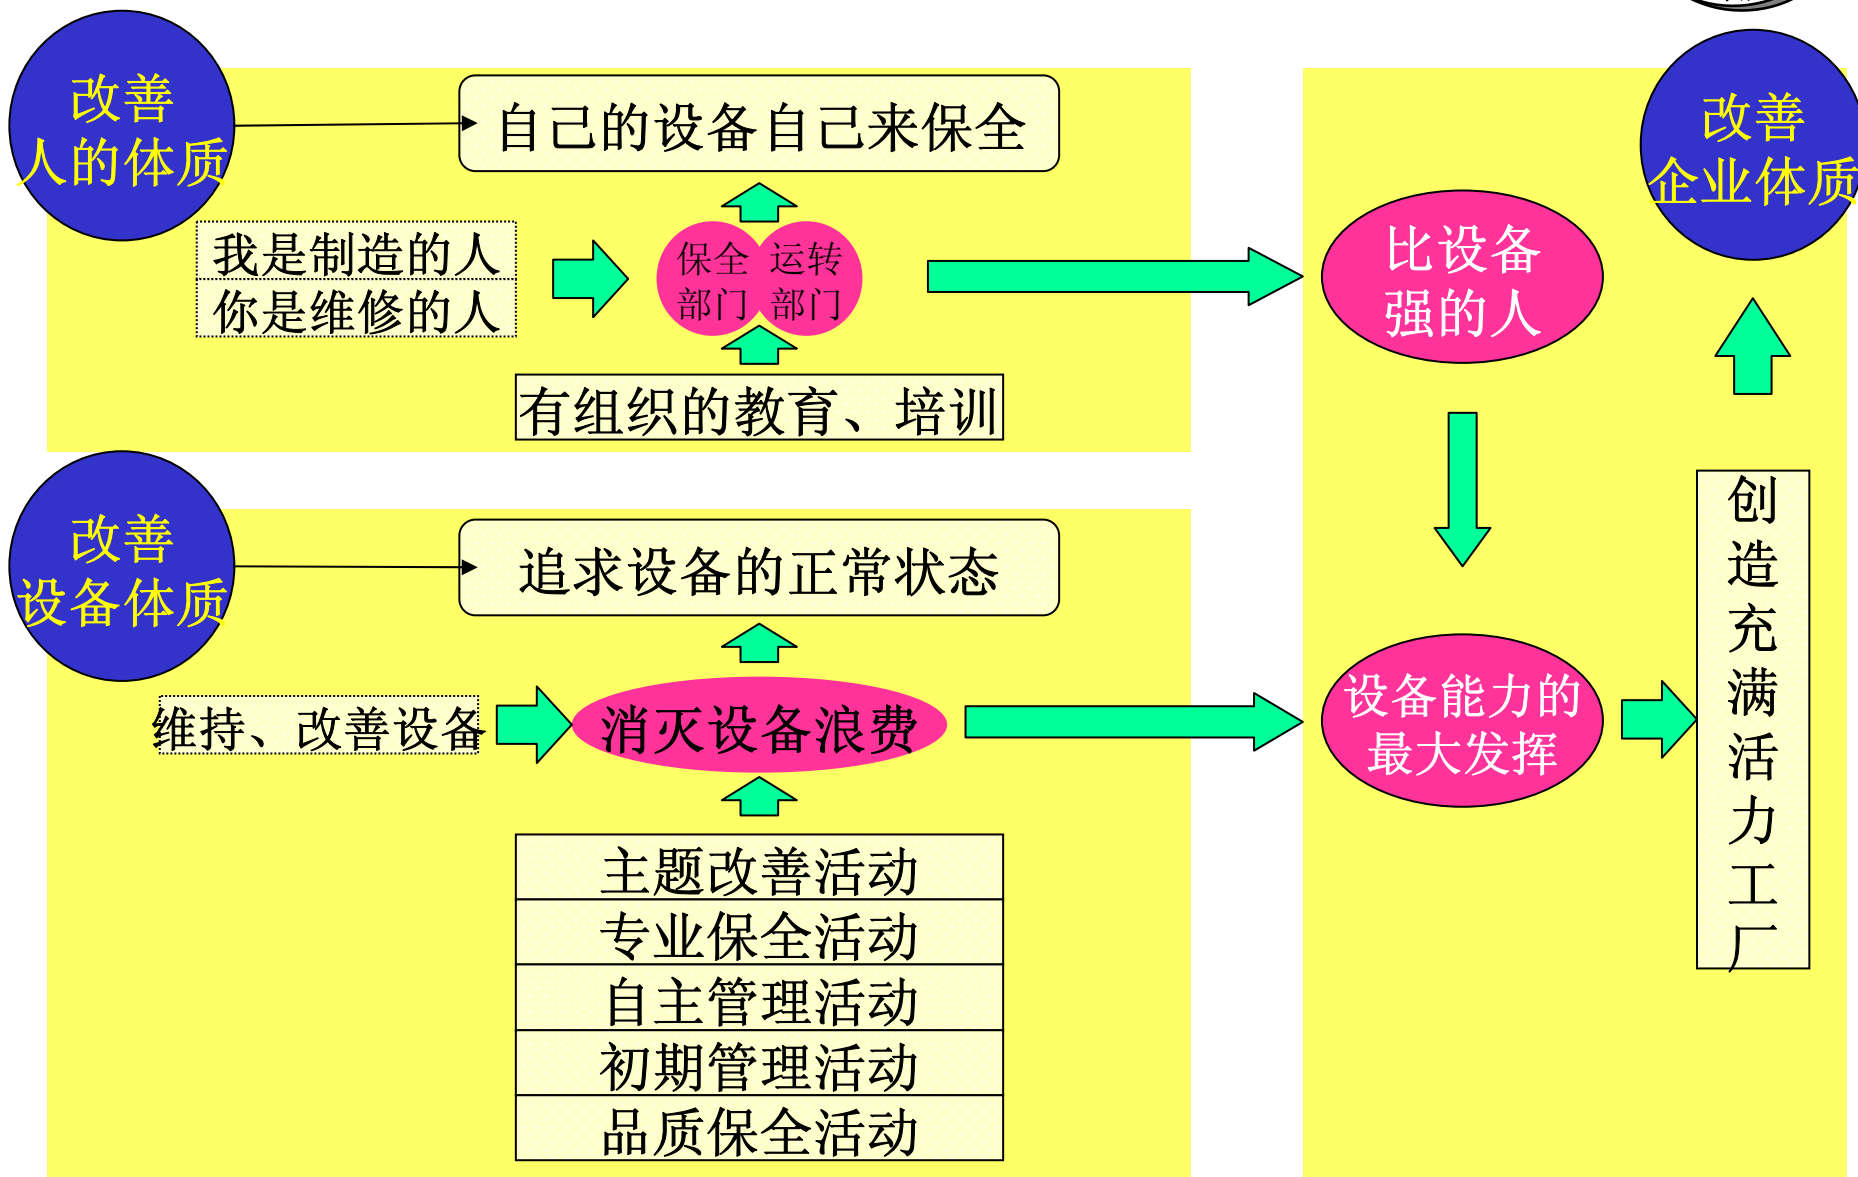 改善
人的体质
自己的设备自己来保全
我是制造的人
你是维修的人
保全
部门
运转
部门
有组织的教育、培训
改善
设备体质
追求设备的正常状态
维持、改善设备
消灭设备浪费
主题改善活动
专业保全活动
自主管理活动
初期管理活动
品质保全活动
比设备
强的人
设备能力的
最大发挥
改善
企业体质
创
造
充
满
活
力
工
厂